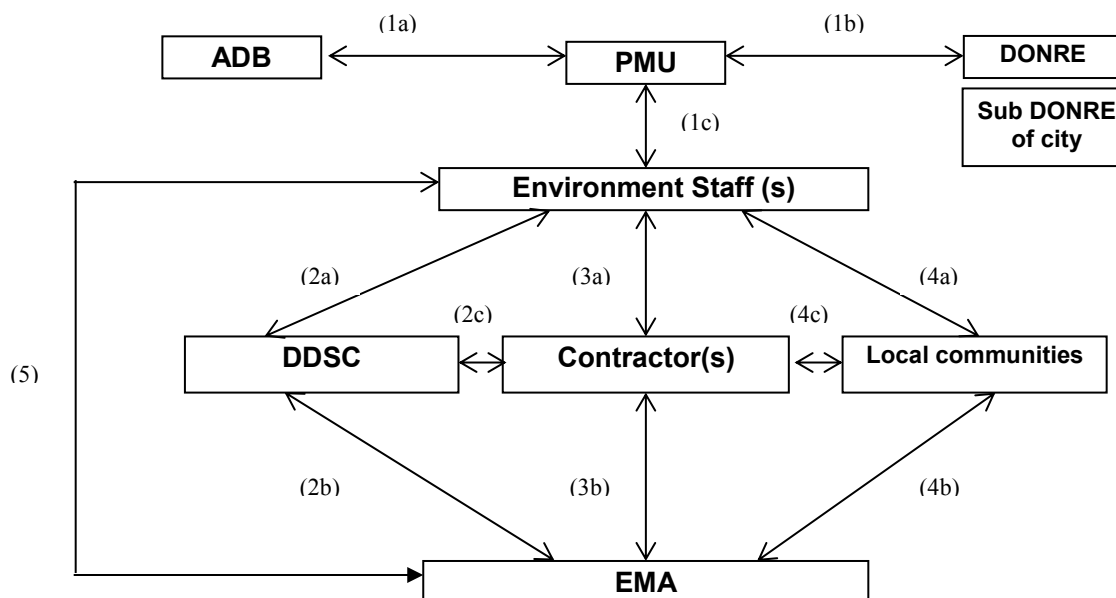 (1a)
(1b)
ADB
PMU
DONRE
(1c)
Sub DONRE
of city
Environment Staff (s)
(2a)
(3a)
(4a)
(2c)
(4c)
DDSC
Contractor(s)
Local communities
(5)
(2b)
(3b)
(4b)
EMA